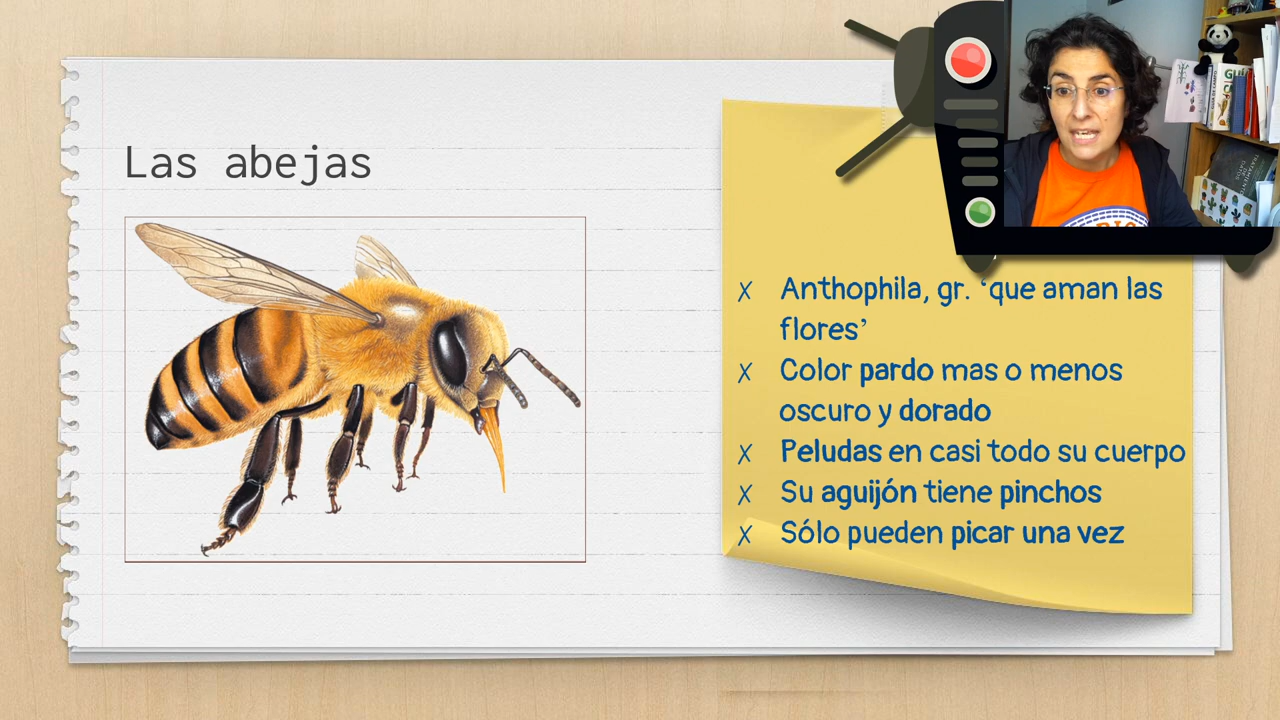 Las abejas
Anthophila, gr. ‘que aman las
flores’
Color pardo mas o menos
oscuro y dorado
Peludas en casi todo su cuerpo
Su aguijón tiene pinchos
Sólo pueden picar una vez